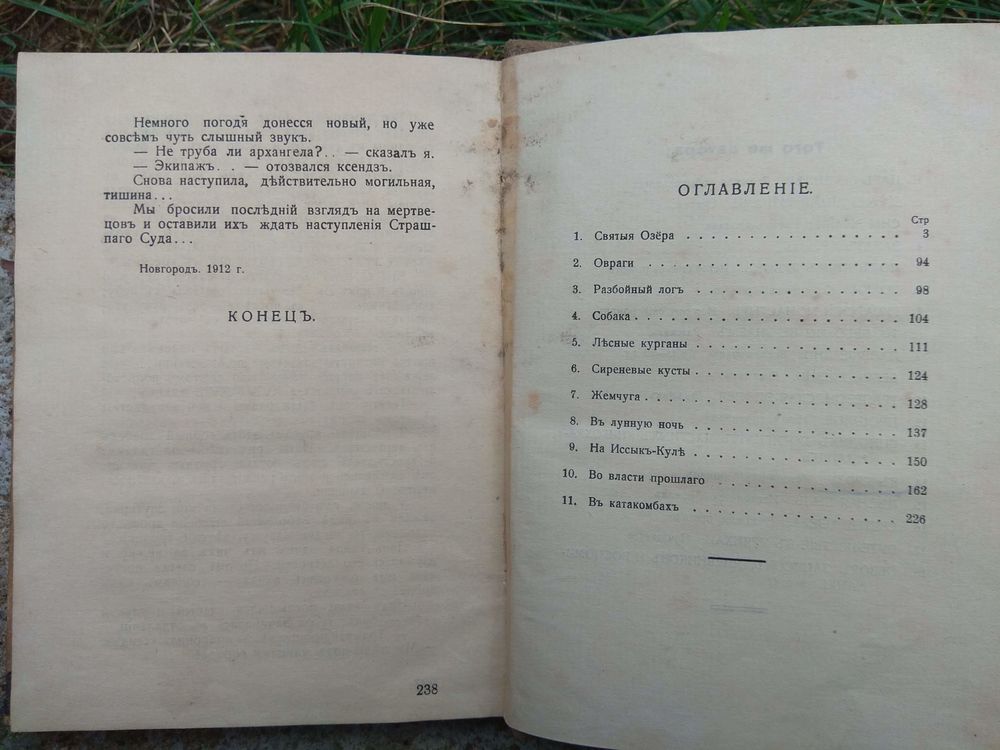 Немного погодя донесся новый, но уже
совсѣмъ чуть слышный звукъ.
— Не труба ли архангела?.. — сказалъ я.
— Экипажъ. . . — отозвался ксендзъ.
Снова наступила, дѣйствительно могильная,
тишина...
Мы бросили послѣдній взглядъ на мертве-
цовъ и оставили ихъ ждать наступленія Страш-
наго Суда...
Новгородъ. 1912 г.
КОНЕЦЪ.
238
ОГЛАВЛЕНІЕ.
Стр
1. Святыя Озёра 3
2. Овраги 94
3. Разбойный логъ 98
4. Собака 104
5. Лѣсные курганы 111
6. Сиреневые кусты 124
7. Жемчуга 128
8. Въ лунную ночь 137
9. На Иссыкъ-Кулѣ 150
10. Во власти прошлаго 162
11. Въ катакомбахъ 226